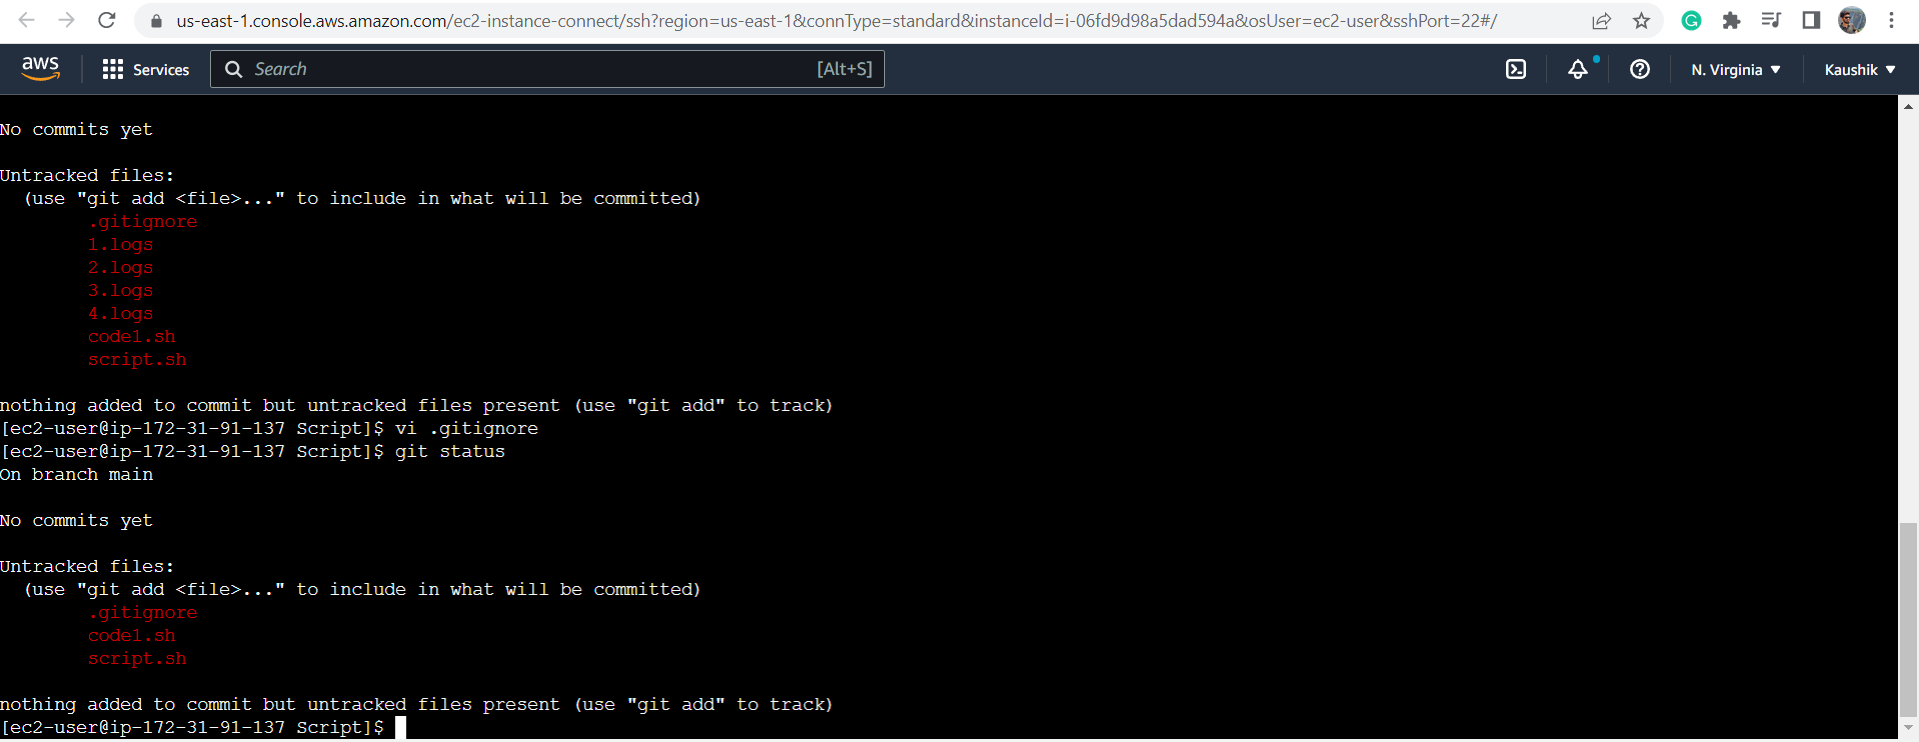 us-east-1.console.aws.amazon.com/ec2-instance-connect/ssh?region=us-east-1&connType=standard&instanceId=i-06fd9d98a5dad594a&osUser=ec2-user&sshPort=22#/
aws Services Search [Alt+S] N. Virginia Kaushik
No commits yet
Untracked files:
(use "git add <file>..." to include in what will be committed)
.gitignore
1.logs
2.logs
3.logs
4.logs
code1.sh
script.sh
nothing added to commit but untracked files present (use "git add" to track)
[ec2-user@ip-172-31-91-137 Script]$ vi .gitignore
[ec2-user@ip-172-31-91-137 Script]$ git status
On branch main
No commits yet
Untracked files:
(use "git add <file>..." to include in what will be committed)
.gitignore
code1.sh
script.sh
nothing added to commit but untracked files present (use "git add" to track)
[ec2-user@ip-172-31-91-137 Script]$